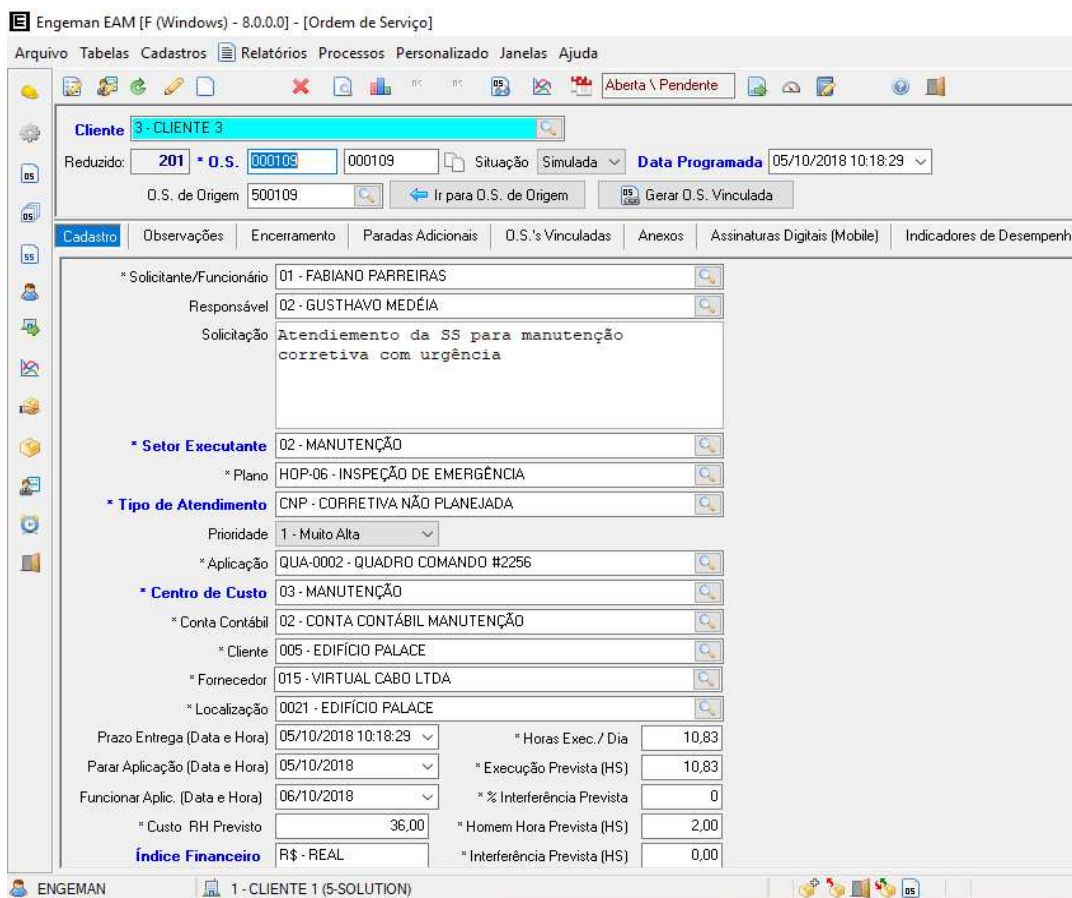 Engeman EAM [F (Windows) - 8.0.0.0] - [Ordem de Serviço]
Arquivo Tabelas Cadastros Relatórios Processos Personalizado Janelas Ajuda
Aberta \ Pendente
Cliente 3 - CLIENTE 3
Reduzido: 201 * O.S. 000109 000109 Situação Simulada Data Programada 05/10/2018 10:18:29
O.S. de Origem 500109 Ir para O.S. de Origem Gerar O.S. Vinculada
Cadastro Observações Encerramento Paradas Adicionais O.S.'s Vinculadas Anexos Assinaturas Digitais (Mobile) Indicadores de Desempenh
* Solicitante/Funcionário 01 - FABIANO PARREIRAS
Responsável 02 - GUSTHAVO MEDÉIA
Solicitação Atendiemento da SS para manutenção
corretiva com urgência
* Setor Executante 02 - MANUTENÇÃO
* Plano HOP-06 - INSPEÇÃO DE EMERGÊNCIA
* Tipo de Atendimento CNP - CORRETIVA NÃO PLANEJADA
Prioridade 1 - Muito Alta
* Aplicação QUA-0002 - QUADRO COMANDO #2256
* Centro de Custo 03 - MANUTENÇÃO
* Conta Contábil 02 - CONTA CONTÁBIL MANUTENÇÃO
* Cliente 005 - EDIFÍCIO PALACE
* Fornecedor 015 - VIRTUAL CABO LTDA
* Localização 0021 - EDIFÍCIO PALACE
Prazo Entrega (Data e Hora) 05/10/2018 10:18:29 * Horas Exec./ Dia 10,83
Parar Aplicação (Data e Hora) 05/10/2018 * Execução Prevista (HS) 10,83
Funcionar Aplic. (Data e Hora) 06/10/2018 * % Interferência Prevista 0
* Custo RH Previsto 36,00 * Homem Hora Prevista (HS) 2,00
Índice Financeiro R$ - REAL * Interferência Prevista (HS) 0,00
ENGEMAN 1 - CLIENTE 1 (5-SOLUTION)